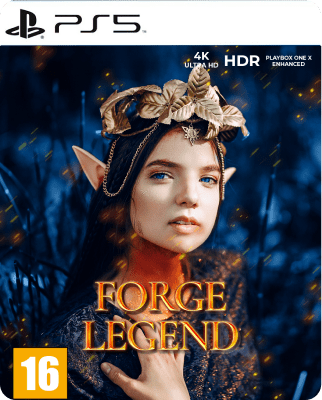 PS5
4K
ULTRA HD
HDR
PLAYBOX ONE X
ENHANCED
FORGE
LEGEND
16